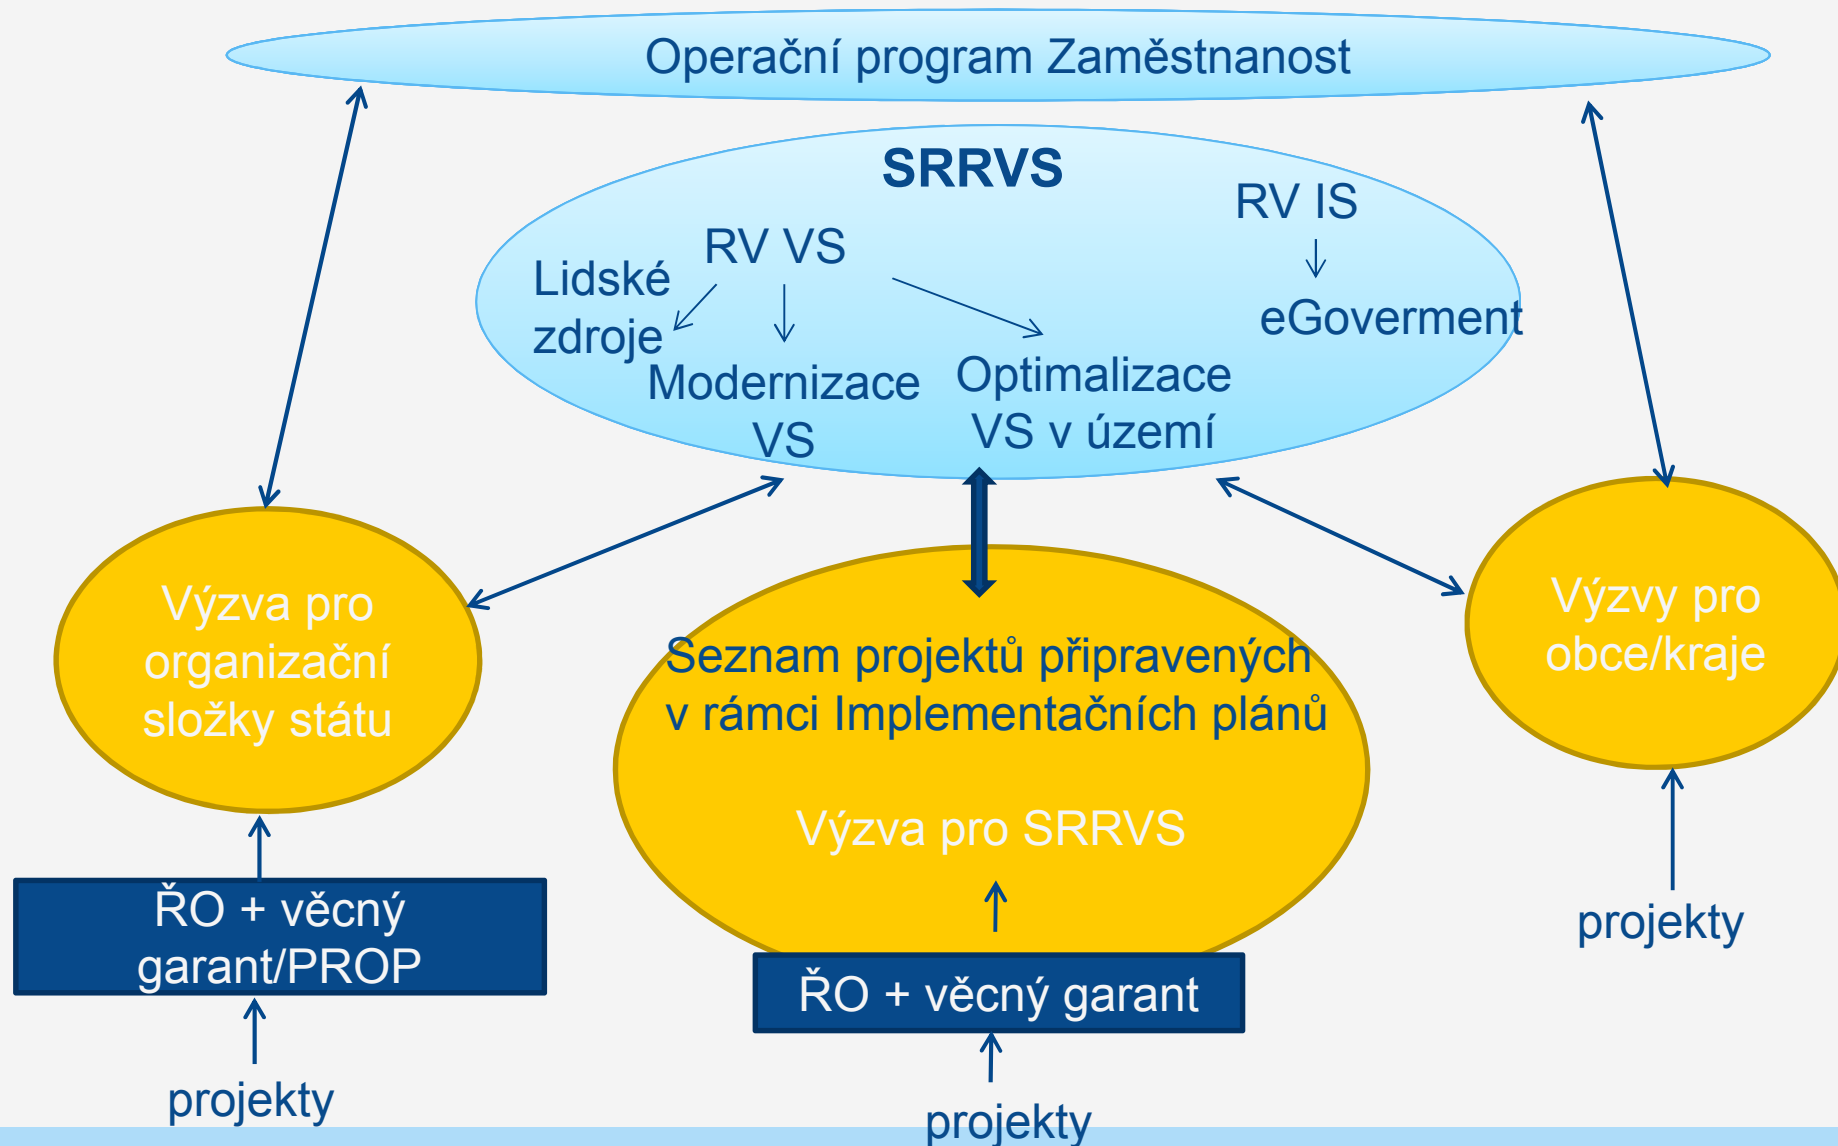 Operační program Zaměstnanost
SRRVS
RV IS
RV VS
Lidské
zdroje
eGoverment
Modernizace
VS
Optimalizace
VS v území
Výzva pro
organizační
složky státu
Seznam projektů připravených
v rámci Implementačních plánů
Výzva pro SRRVS
Výzvy pro
obce/kraje
ŘO + věcný
garant/PROP
ŘO + věcný garant
projekty
projekty
projekty